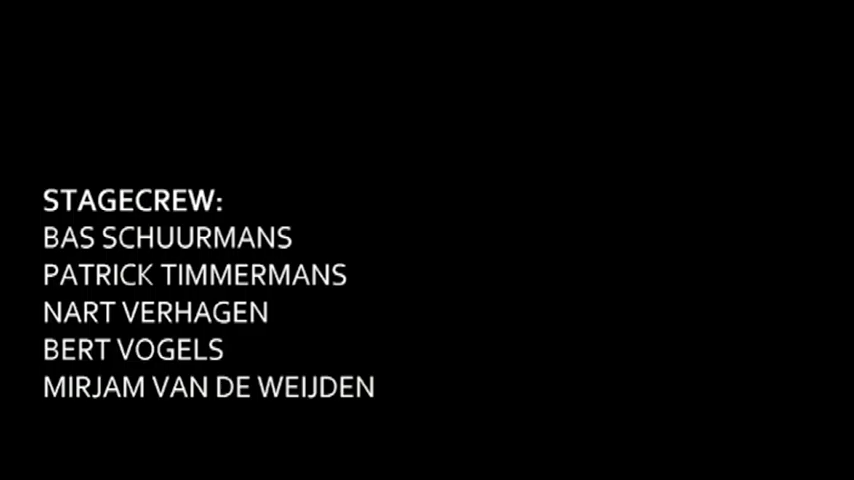 STAGECREW:
BAS SCHUURMANS
PATRICK TIMMERMANS
NART VERHAGEN
BERT VOGELS
MIRJAM VAN DE WEIJDEN